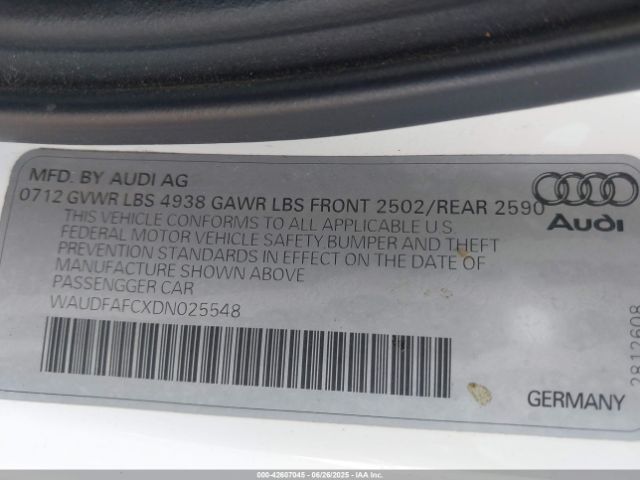 MFD. BY AUDI AG
0712 GVWR LBS 4938 GAWR LBS FRONT 2502/REAR 2590
THIS VEHICLE CONFORMS TO ALL APPLICABLE U.S.
FEDERAL MOTOR VEHICLE SAFETY, BUMPER AND THEFT
PREVENTION STANDARDS IN EFFECT ON THE DATE OF
MANUFACTURE SHOWN ABOVE
PASSENGGER CAR
WAUDFAFCXDN025548
Audi
GERMANY
2812608
000-42607045 | 06/26/2025 | IAAI.COM